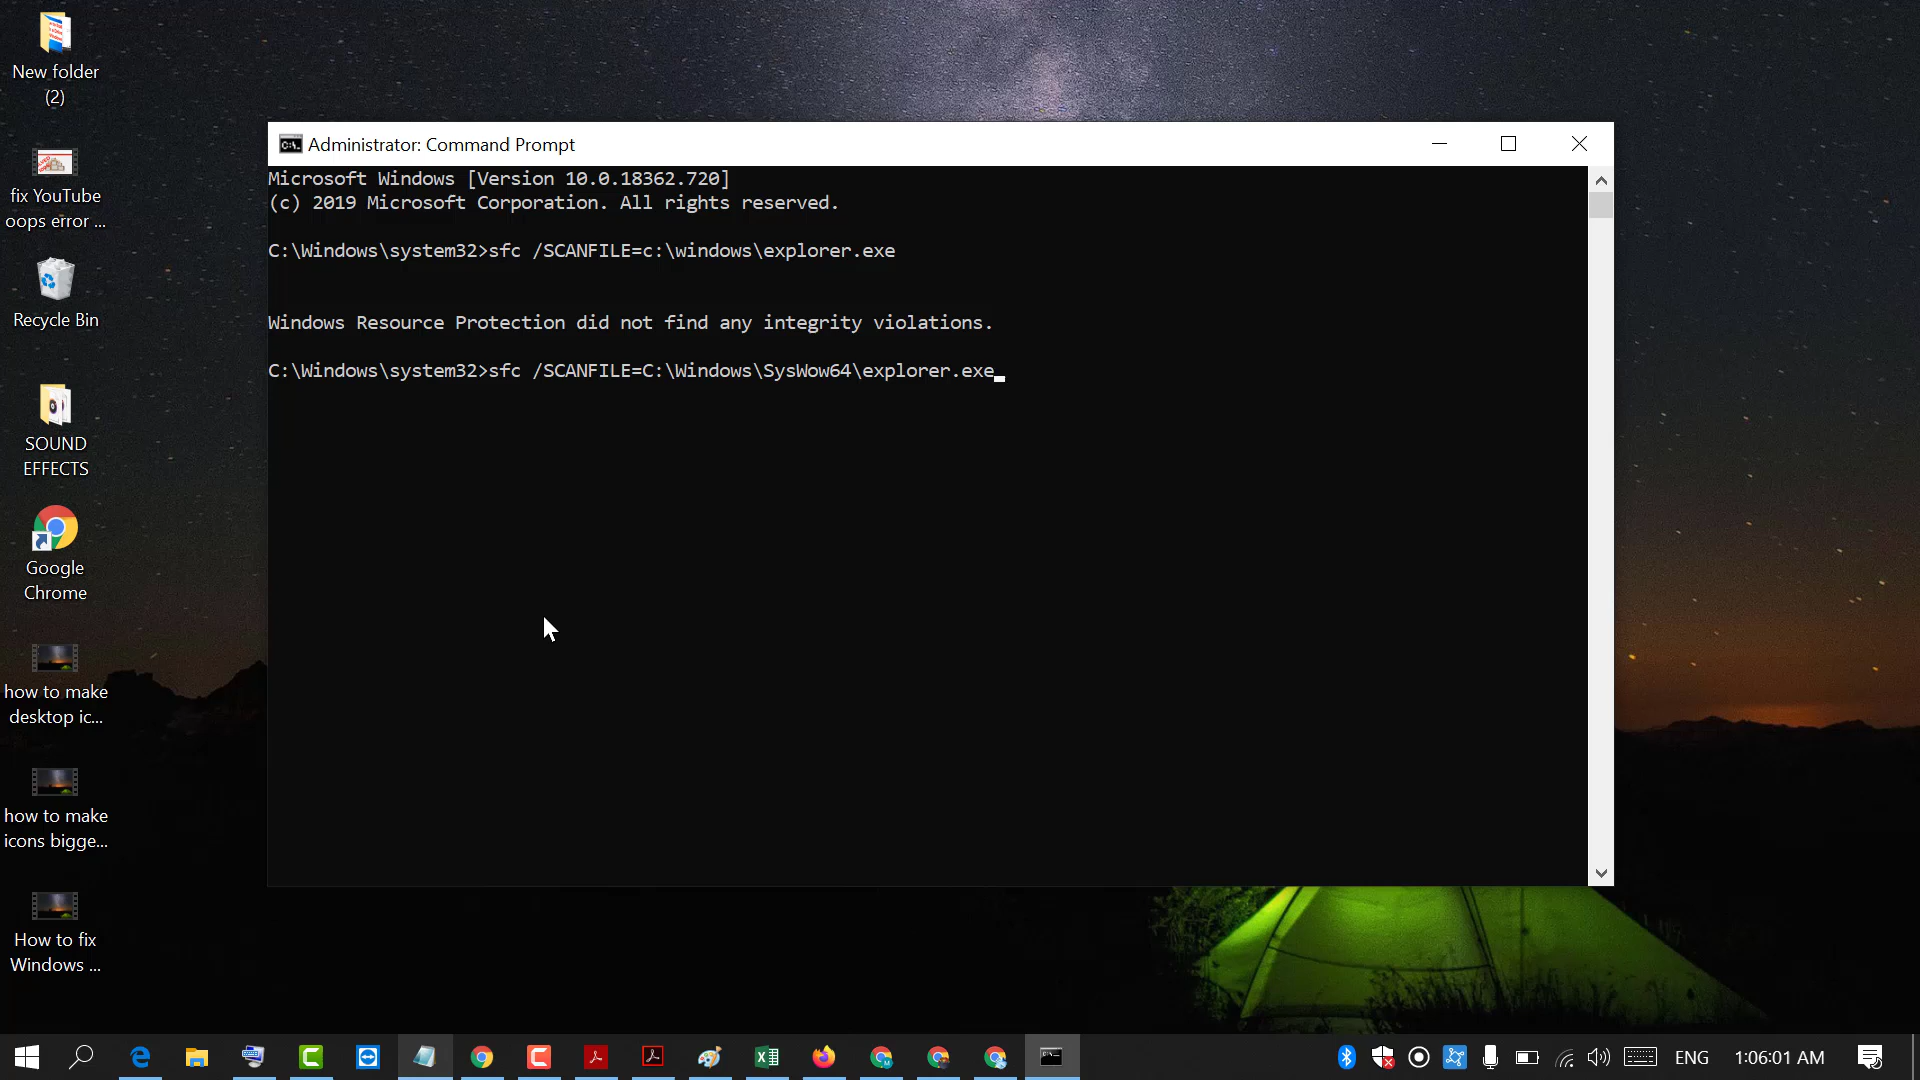 New folder
(2)
fix YouTube
oops error ...
Recycle Bin
SOUND
EFFECTS
Google
Chrome
how to make
desktop ic...
how to make
icons bigge...
How to fix
Windows ...
Administrator: Command Prompt
Microsoft Windows [Version 10.0.18362.720]
(c) 2019 Microsoft Corporation. All rights reserved.
C:\Windows\system32>sfc /SCANFILE=c:\windows\explorer.exe
Windows Resource Protection did not find any integrity violations.
C:\Windows\system32>sfc /SCANFILE=C:\Windows\SysWow64\explorer.exe
ENG
1:06:01 AM